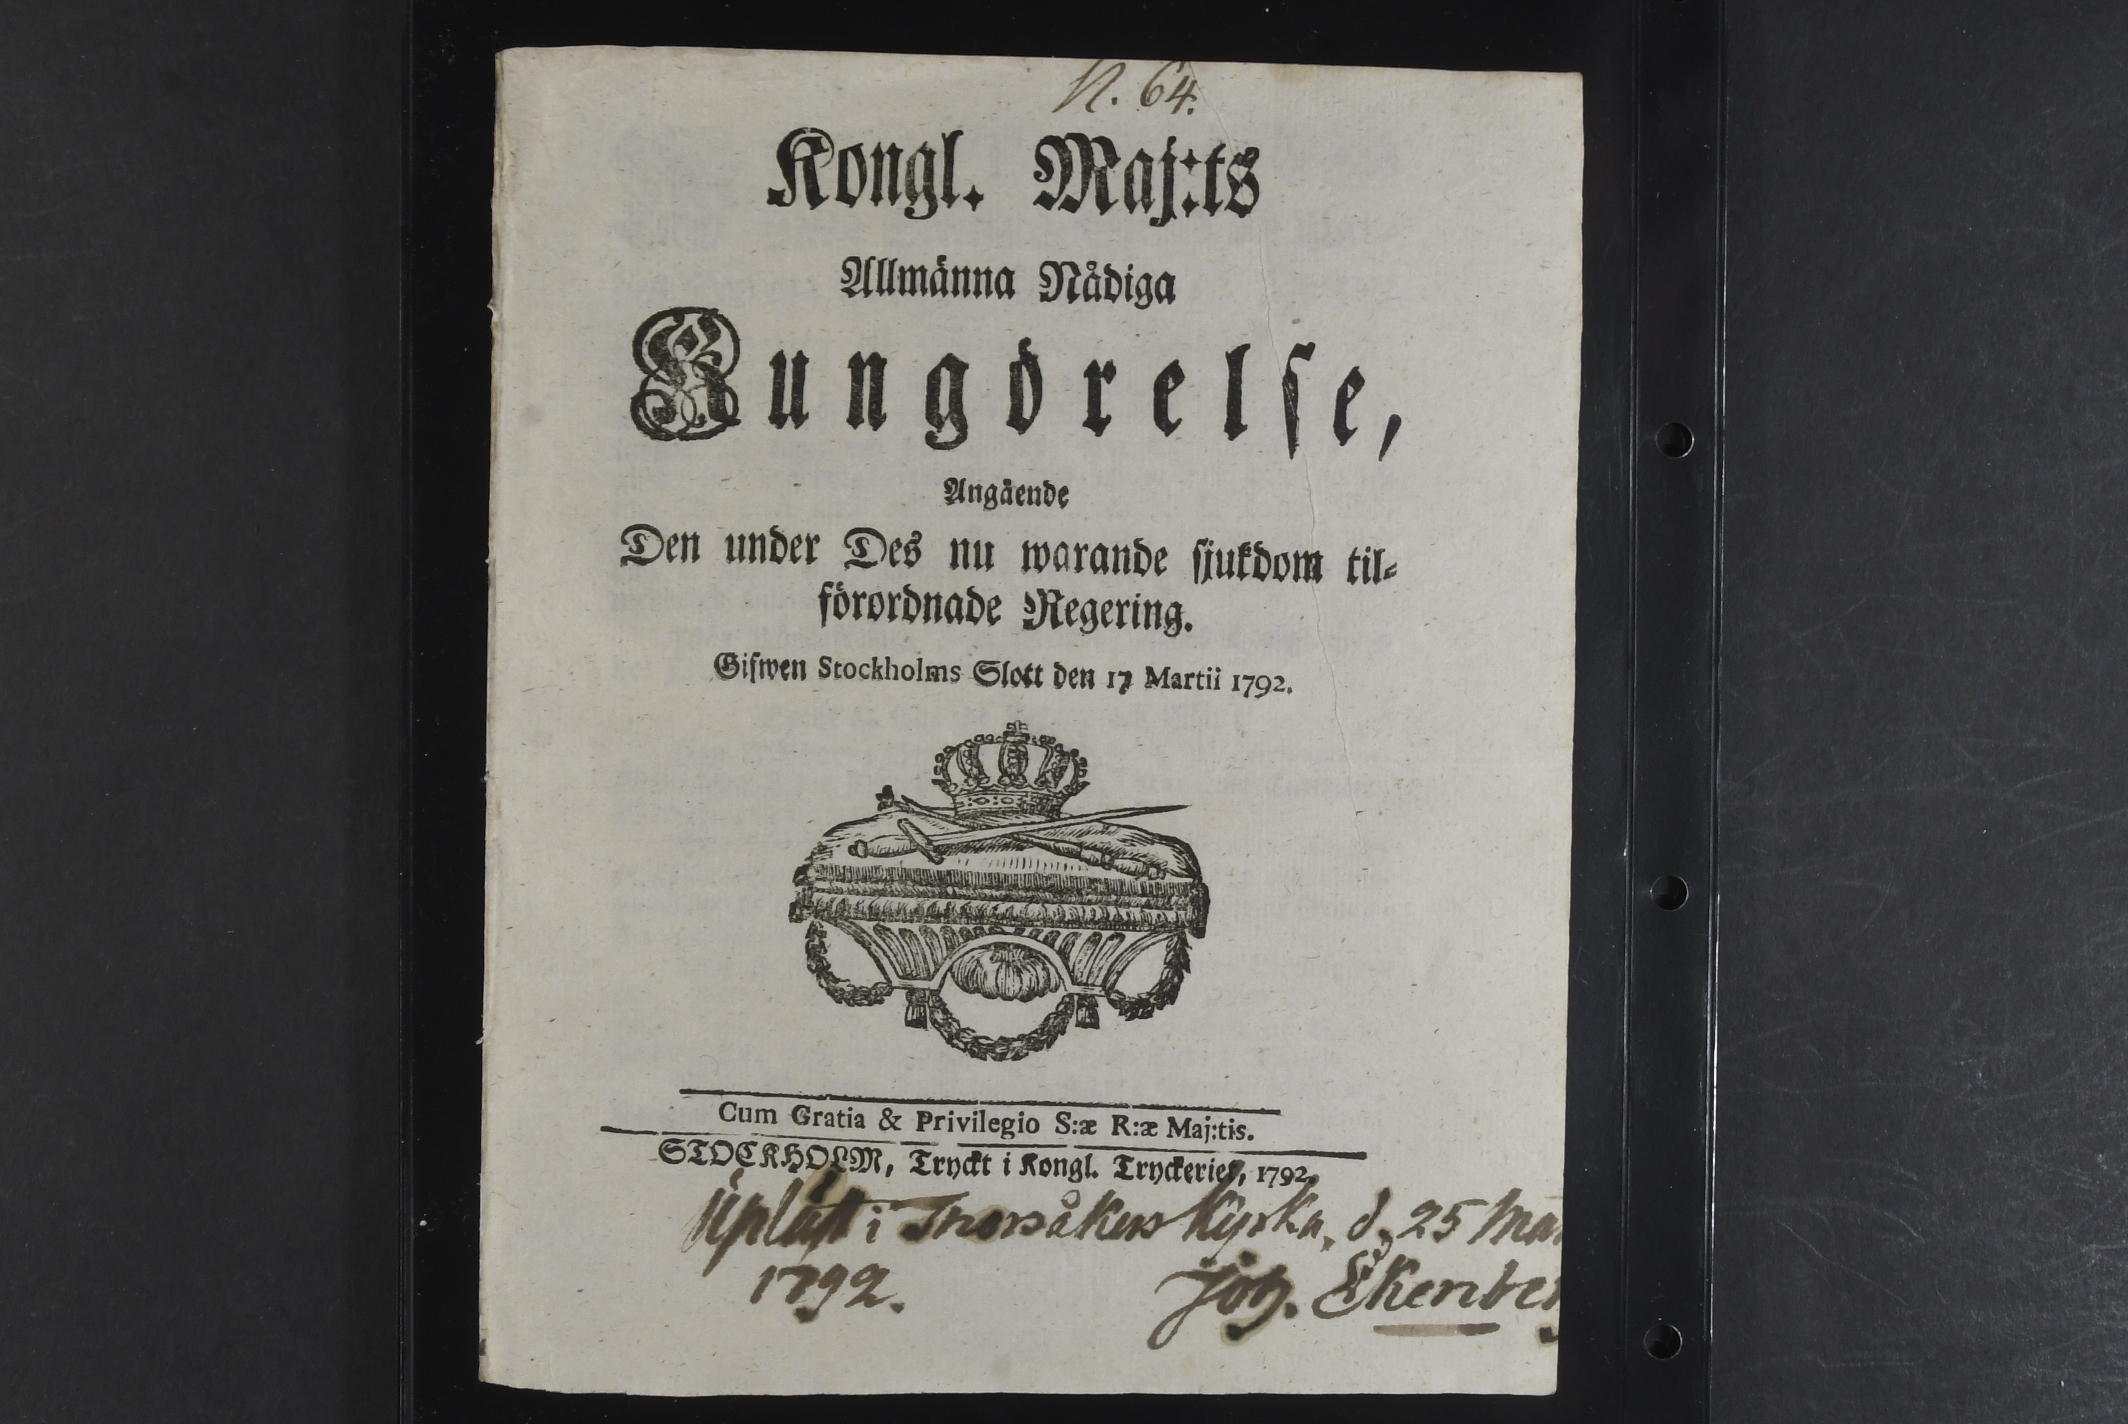 N. 64.
Kongl. Maj:ts
Allmänna Nådiga
Kungörelse,
Angående
Den under Des nu warande sjukdom til-
förordnade Regering.
Gifwen Stockholms Slott den 17 Martii 1792.
Cum Gratia & Privilegio S:æ R:æ Maj:tis.
STOCKHOLM, Tryckt i Kongl. Tryckeriet, 1792.
Upläst i Thorsåkers Kyrka, d. 25 Mar
1792. Joh. Ekenber